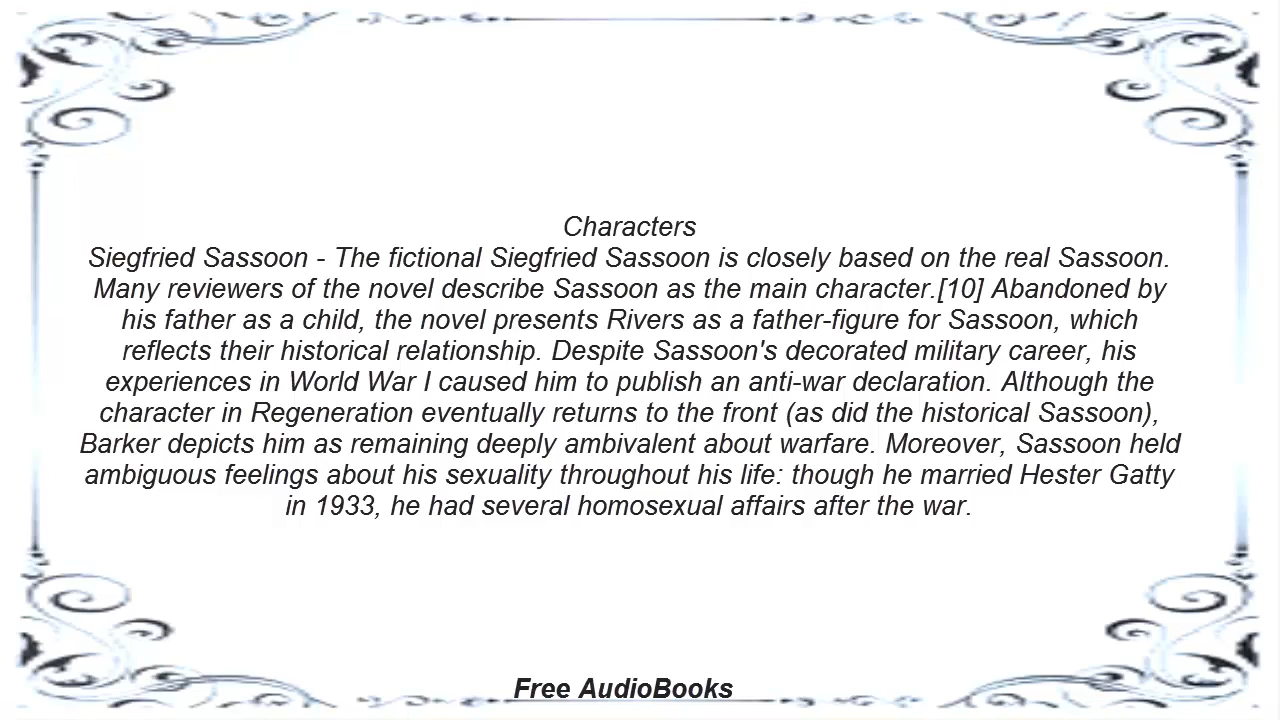 Characters
Siegfried Sassoon - The fictional Siegfried Sassoon is closely based on the real Sassoon.
Many reviewers of the novel describe Sassoon as the main character.[10] Abandoned by
his father as a child, the novel presents Rivers as a father-figure for Sassoon, which
reflects their historical relationship. Despite Sassoon's decorated military career, his
experiences in World War I caused him to publish an anti-war declaration. Although the
character in Regeneration eventually returns to the front (as did the historical Sassoon),
Barker depicts him as remaining deeply ambivalent about warfare. Moreover, Sassoon held
ambiguous feelings about his sexuality throughout his life: though he married Hester Gatty
in 1933, he had several homosexual affairs after the war.
Free AudioBooks